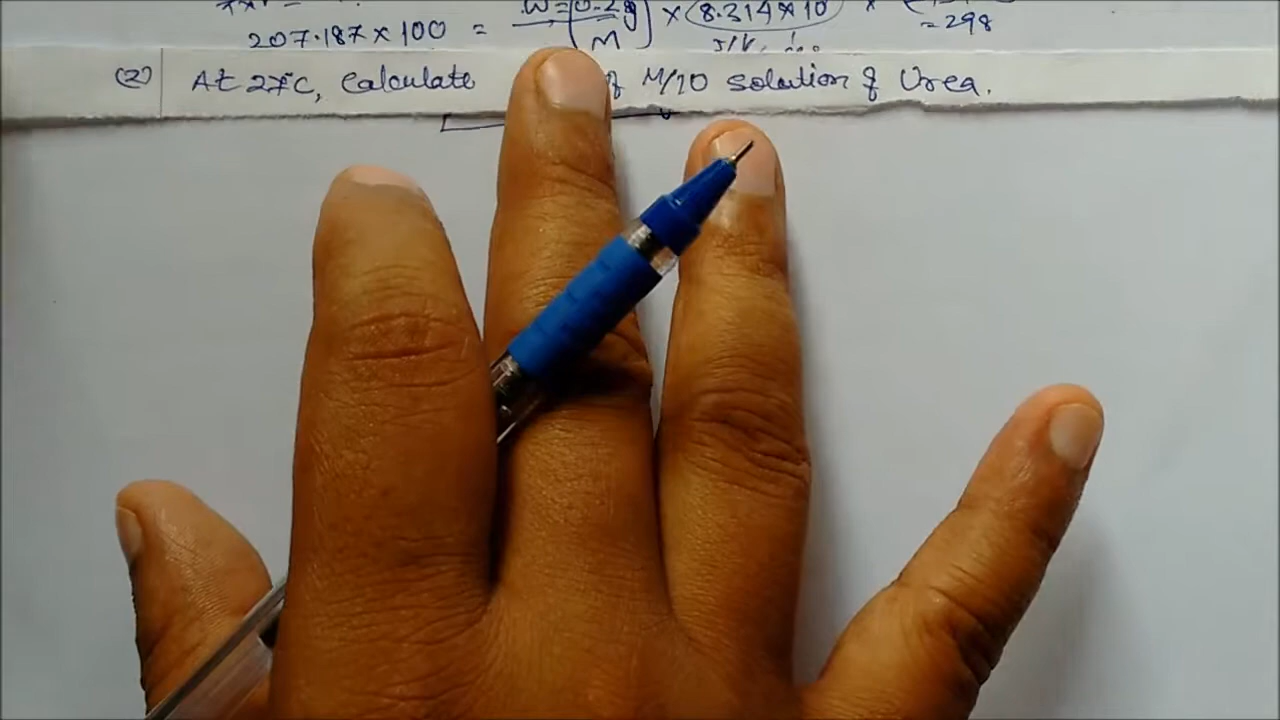 207.187 x 100 = (0.2g / M) x (8.314 x 10 x
= 298
(2) At 27°C, Calculate of M/10 solution of Urea.